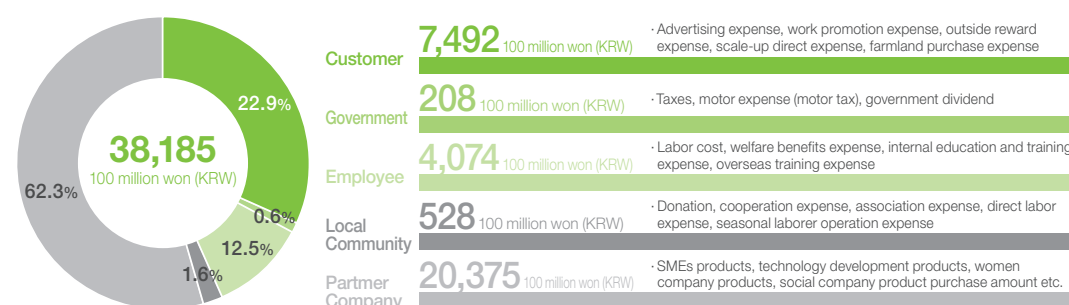 22.9%
38,185
100 million won (KRW)
62.3%
0.6%
12.5%
1.6%
Customer
7,492 100 million won (KRW)
· Advertising expense, work promotion expense, outside reward
expense, scale-up direct expense, farmland purchase expense
Government
208 100 million won (KRW)
· Taxes, motor expense (motor tax), government dividend
Employee
4,074 100 million won (KRW)
· Labor cost, welfare benefits expense, internal education and training
expense, overseas training expense
Local
Community
528 100 million won (KRW)
· Donation, cooperation expense, association expense, direct labor
expense, seasonal laborer operation expense
Partmer
Company
20,375 100 million won (KRW)
· SMEs products, technology development products, women
company products, social company product purchase amount etc.